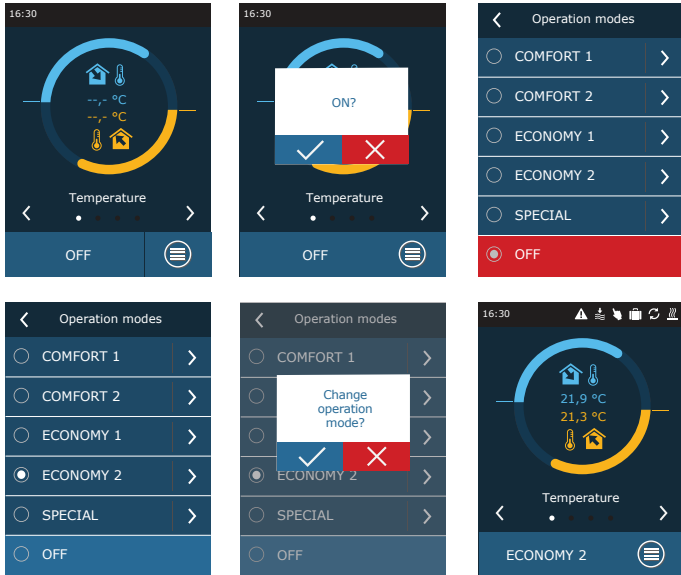 16:30
--,- °C
--,- °C
Temperature
OFF
16:30
ON?
Temperature
OFF
Operation modes
COMFORT 1
COMFORT 2
ECONOMY 1
ECONOMY 2
SPECIAL
OFF
Operation modes
COMFORT 1
COMFORT 2
ECONOMY 1
ECONOMY 2
SPECIAL
OFF
Operation modes
COMFORT 1
Change
operation
mode?
ECONOMY 2
SPECIAL
OFF
16:30
21,9 °C
21,3 °C
Temperature
ECONOMY 2